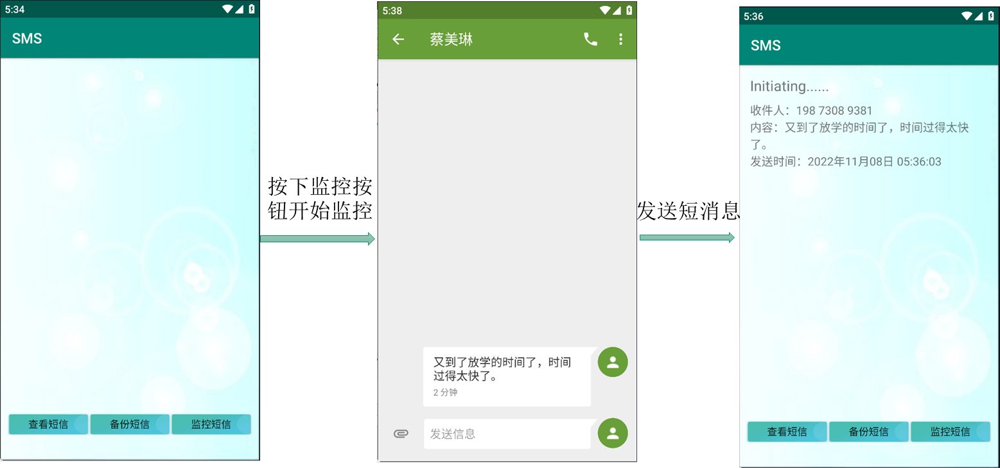 5:34
SMS
查看短信
备份短信
监控短信
按下监控按
钮开始监控
5:38
蔡美琳
又到了放学的时间了，时间
过得太快了。
2 分钟
发送信息
发送短消息
5:36
SMS
Initiating......
收件人：198 7308 9381
内容：又到了放学的时间了，时间过得太快
了。
发送时间：2022年11月08日 05:36:03
查看短信
备份短信
监控短信